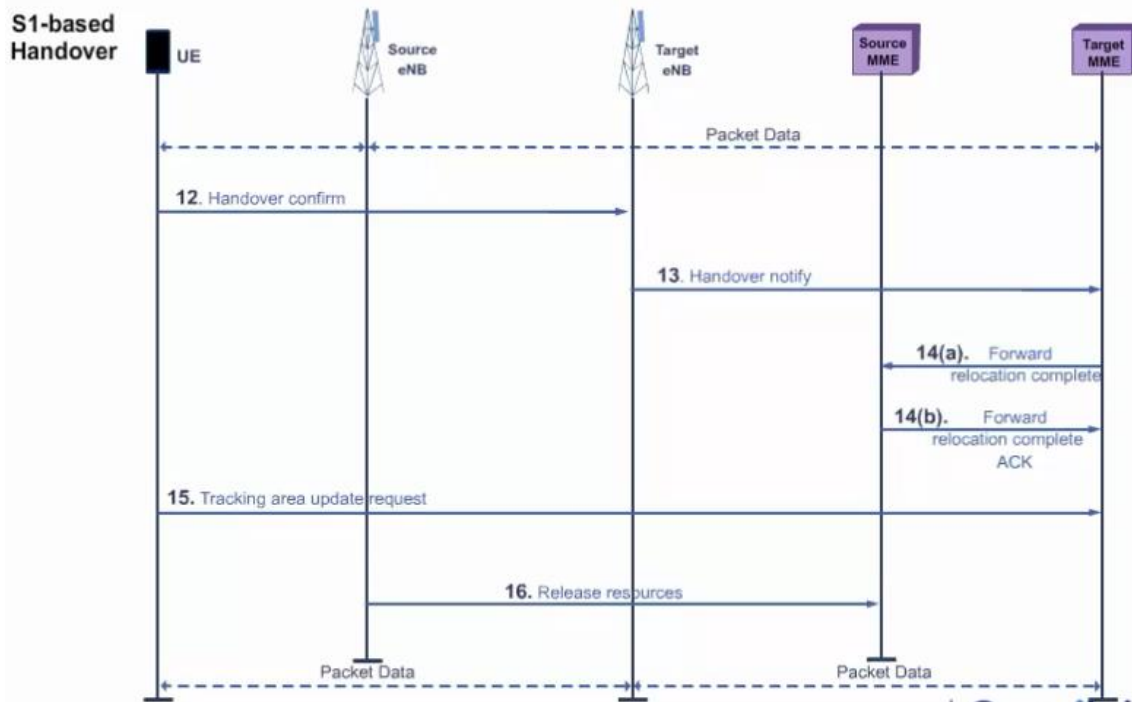 S1-based
Handover
UE
Source
eNB
Target
eNB
Source
MME
Target
MME
Packet Data
12. Handover confirm
13. Handover notify
14(a). Forward
relocation complete
14(b). Forward
relocation complete
ACK
15. Tracking area update request
16. Release resources
Packet Data
Packet Data